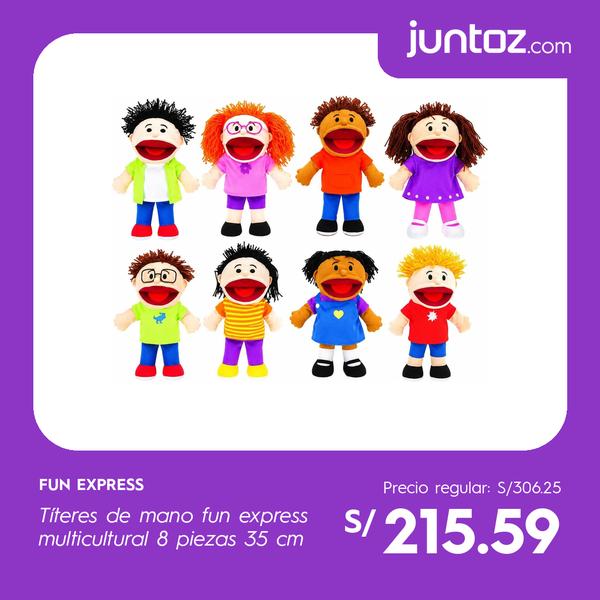 juntoz.com
FUN EXPRESS
Títeres de mano fun express
multicultural 8 piezas 35 cm
Precio regular: S/306.25
S/215.59